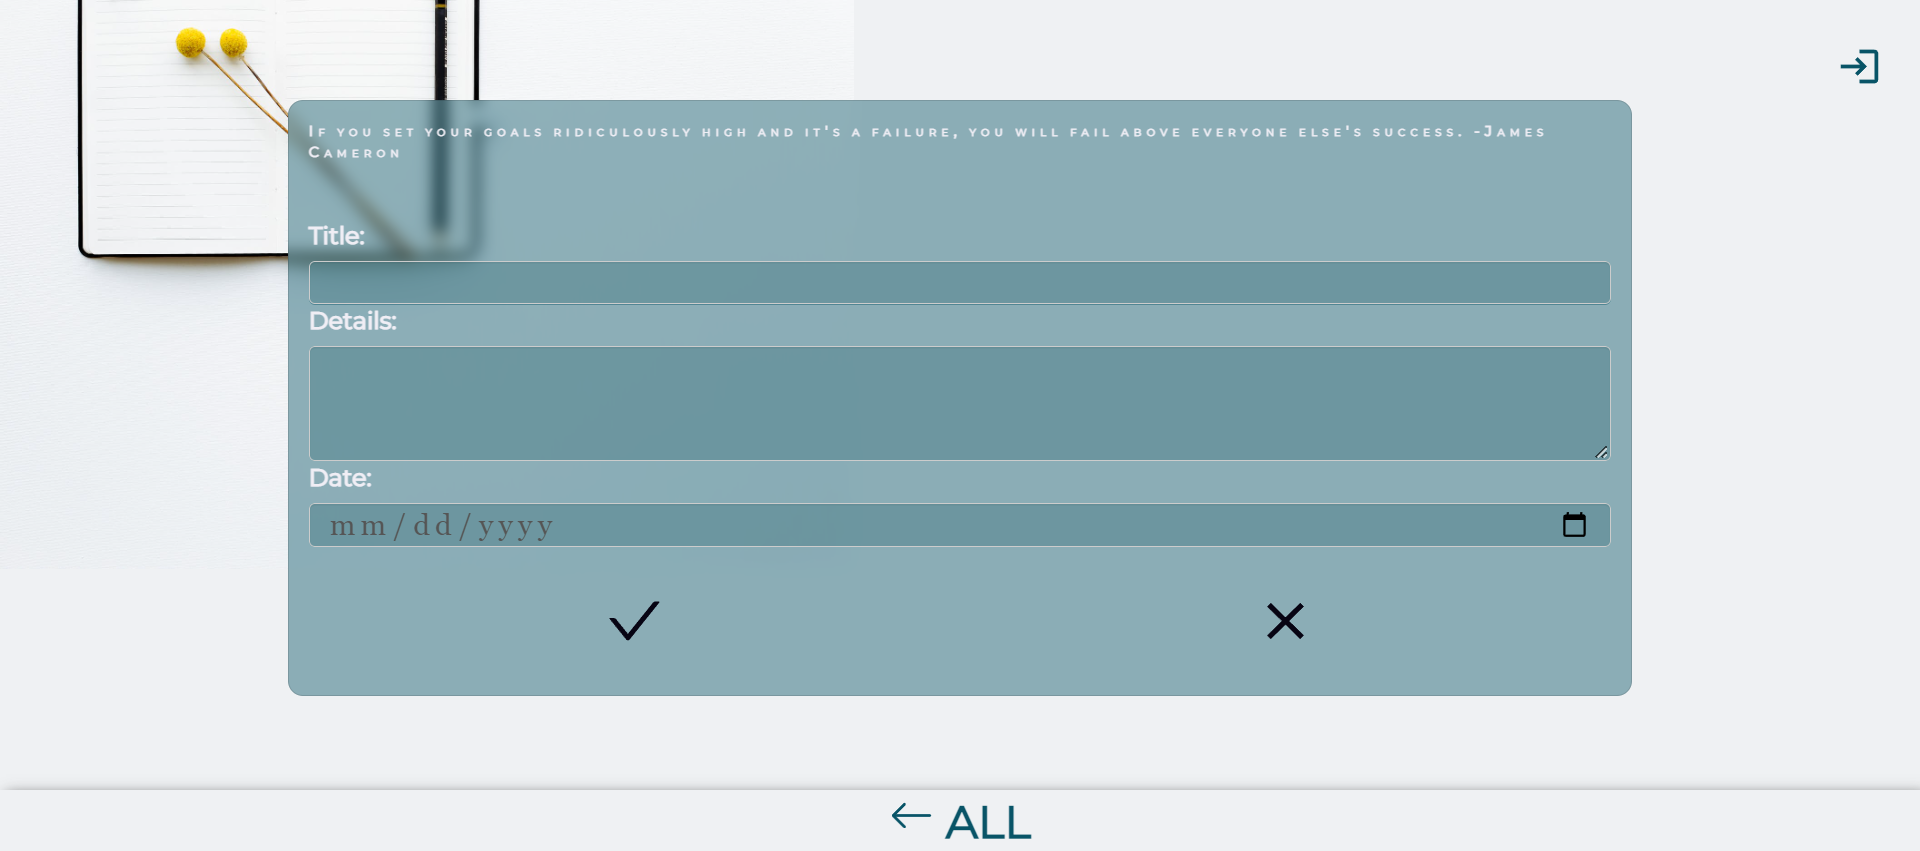 If you set your goals ridiculously high and it's a failure, you will fail above everyone else's success. -James
Cameron
Title:
Details:
Date:
mm/dd/yyyy
ALL